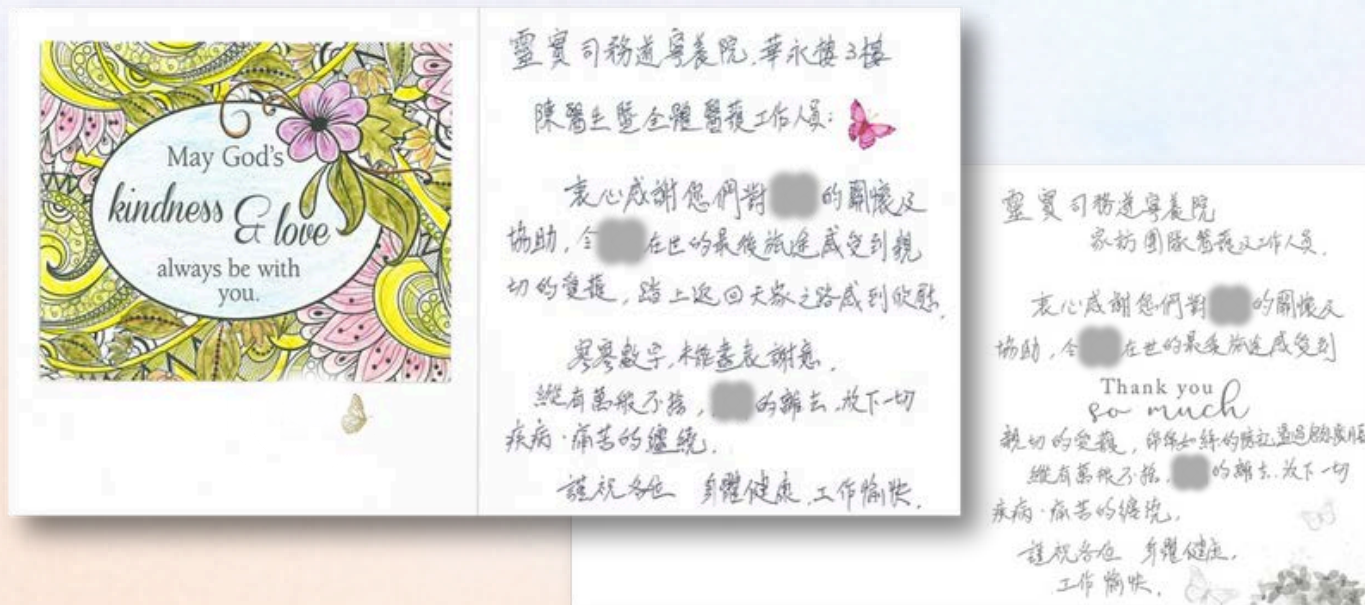 May God's
kindness & love
always be with
you.
靈實司務道寧養院.華永樓3樓
陳醫生暨全體醫護工作人員:
衷心感謝您們對 的關懷及
協助,令 在世的最後旅途感受到親
切的愛護,踏上返回天家之路感到欣慰.
寥寥數字,未能盡表謝意.
縱有萬般不捨, 的離去.放下一切
疾病·痛苦的纏繞.
謹祝各位 身體健康.工作愉快.
靈實司務道寧養院
家訪團隊醫護及工作人員.
衷心感謝您們對 的關懷及
協助,令 在世的最後旅途感受到
Thank you
so much
親切的愛護,
縱有萬般不捨. 的離去.放下一切
疾病·痛苦的纏繞.
謹祝各位 身體健康.
工作愉快.